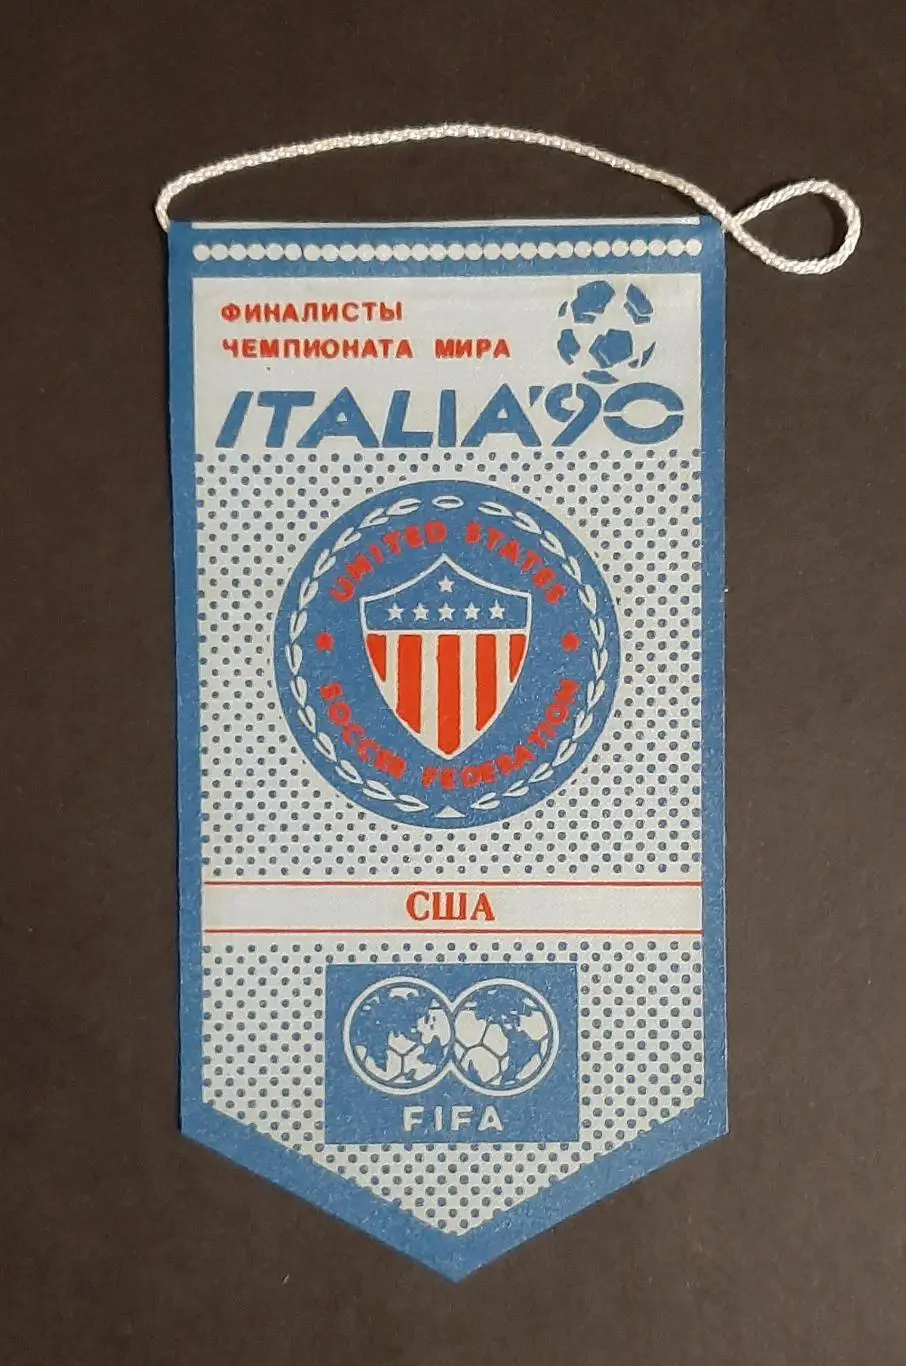 ФИНАЛИСТЫ
ЧЕМПИОНАТА МИРА
ITALIA'90
UNITED STATES
SOCCER FEDERATION
США
FIFA